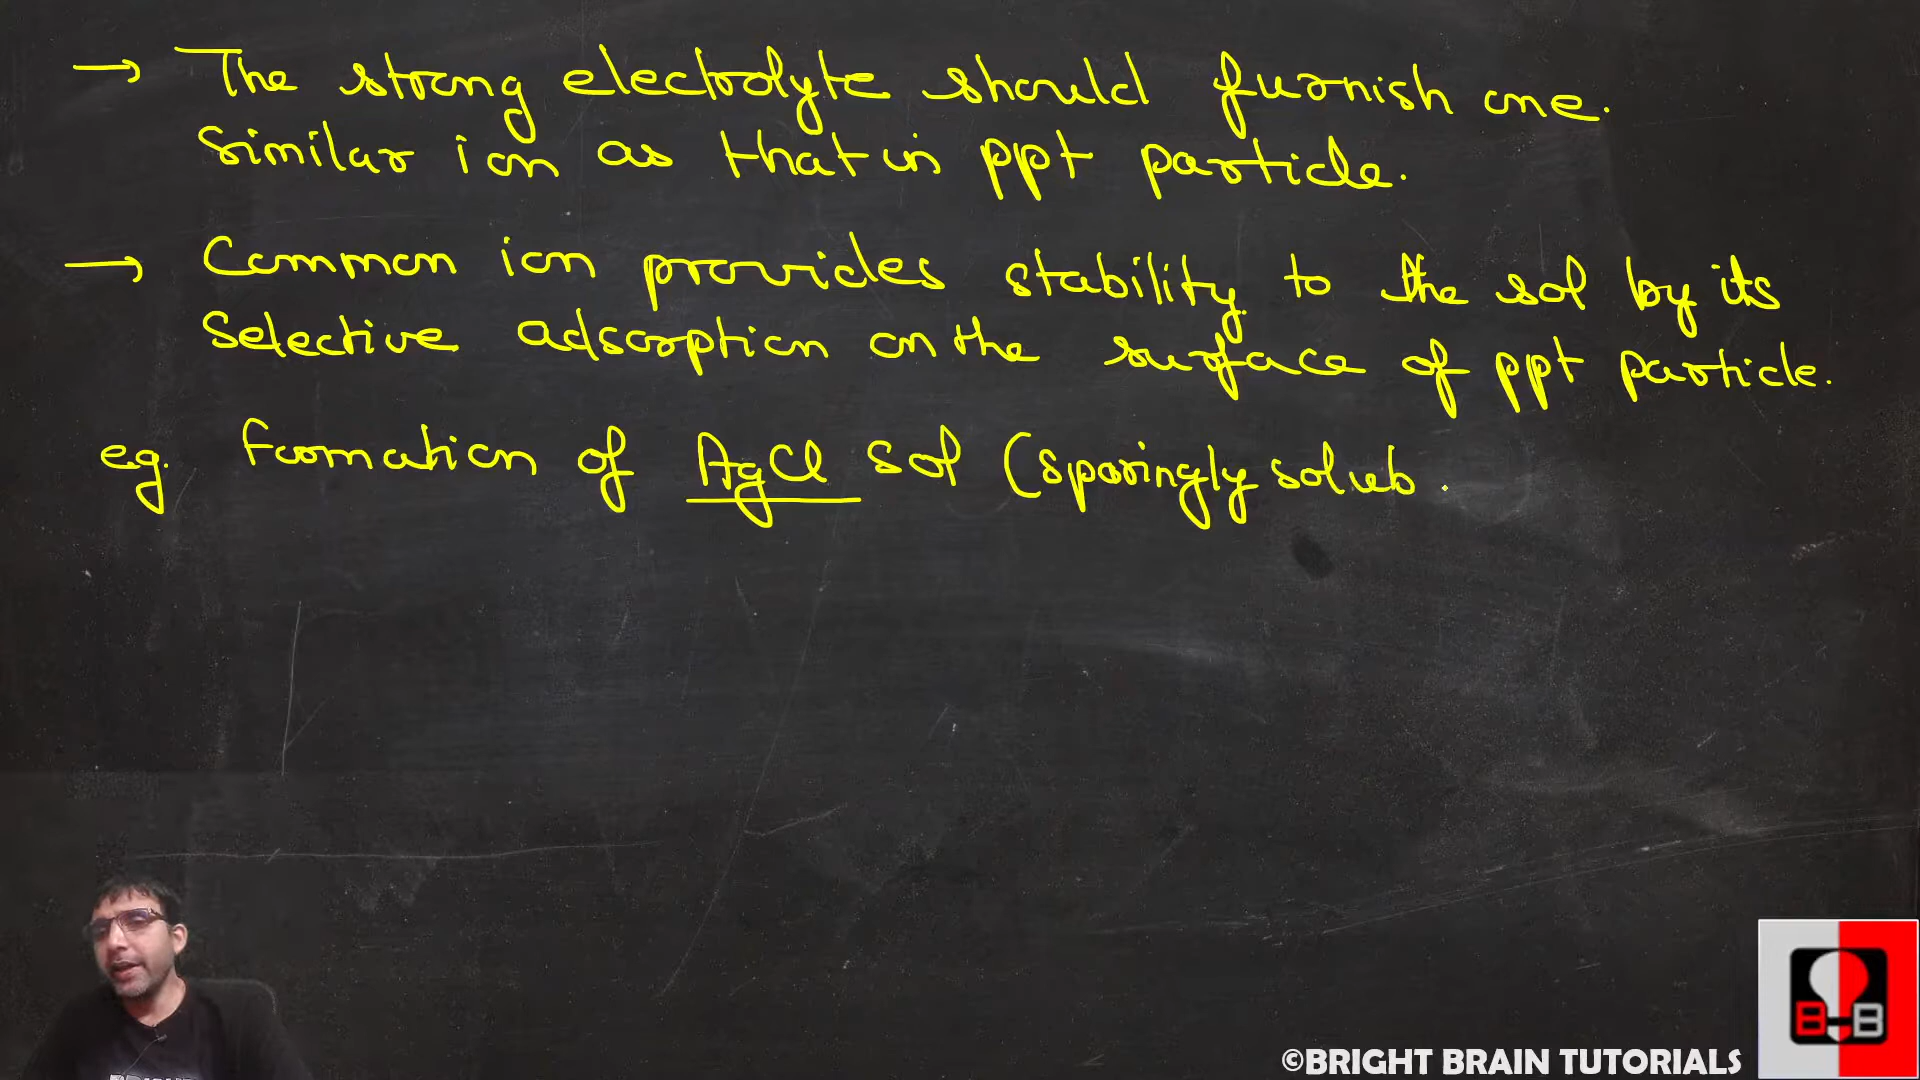 → The strong electrolyte should furnish one.
similar ion as that in ppt particle.
→ Common ion provides stability to the sol by its
selective adsorption on the surface of ppt particle.
eg. Formation of AgCl sol (sparingly solub.
B B
©BRIGHT BRAIN TUTORIALS